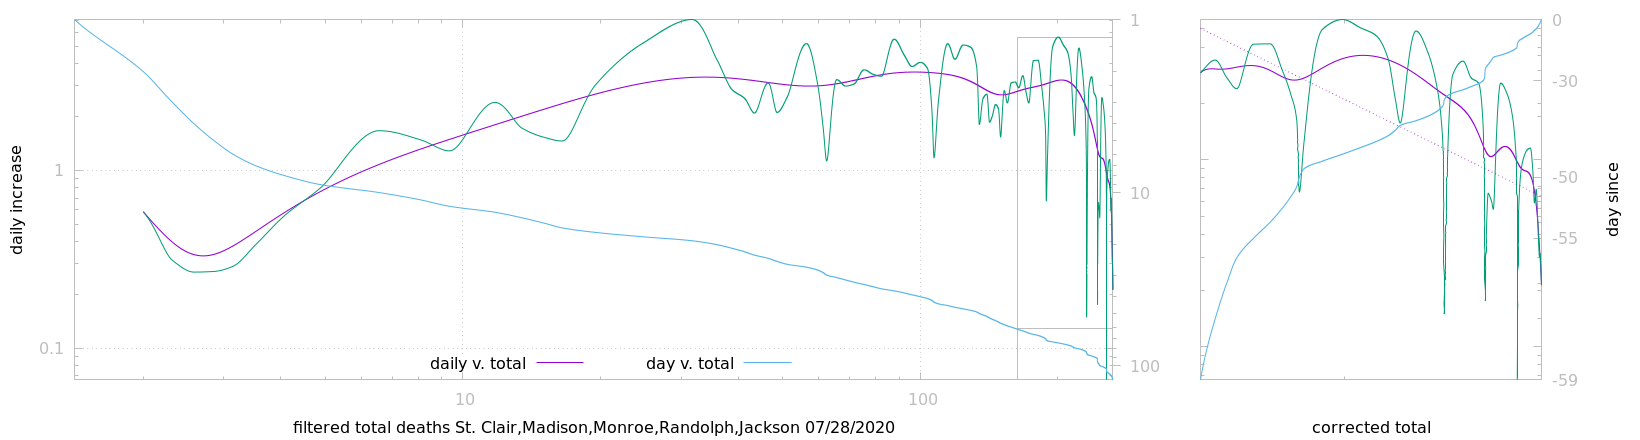 daily increase
1
0.1
10
100
1
10
100
daily v. total
day v. total
filtered total deaths St. Clair,Madison,Monroe,Randolph,Jackson 07/28/2020
0
-30
-50
-55
-59
day since
corrected total